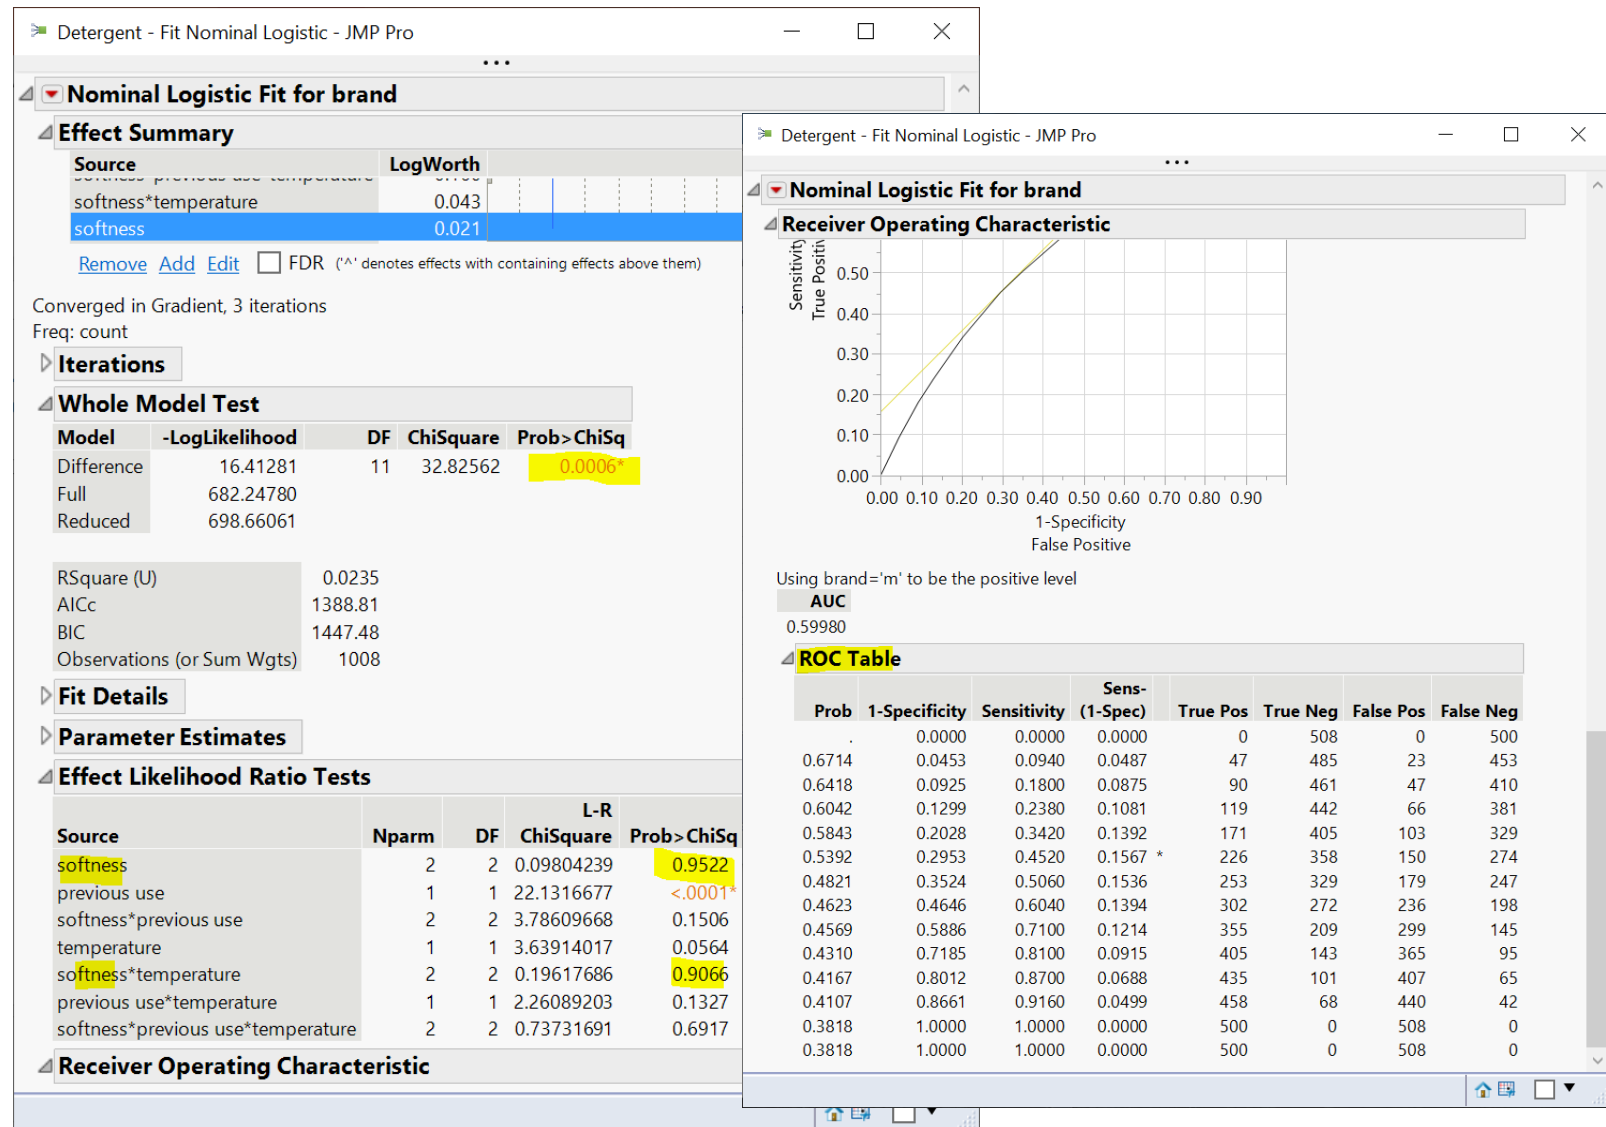 Detergent - Fit Nominal Logistic - JMP Pro
Nominal Logistic Fit for brand
Effect Summary
Source LogWorth
softness*temperature 0.043
softness 0.021
Remove Add Edit FDR ('^' denotes effects with containing effects above them)
Converged in Gradient, 3 iterations
Freq: count
Iterations
Whole Model Test
Model -LogLikelihood DF ChiSquare Prob>ChiSq
Difference 16.41281 11 32.82562 0.0006*
Full 682.24780
Reduced 698.66061
RSquare (U) 0.0235
AICc 1388.81
BIC 1447.48
Observations (or Sum Wgts) 1008
Fit Details
Parameter Estimates
Effect Likelihood Ratio Tests
L-R
Source Nparm DF ChiSquare Prob>ChiSq
softness 2 2 0.09804239 0.9522
previous use 1 1 22.1316677 <.0001*
softness*previous use 2 2 3.78609668 0.1506
temperature 1 1 3.63914017 0.0564
softness*temperature 2 2 0.19617686 0.9066
previous use*temperature 1 1 2.26089203 0.1327
softness*previous use*temperature 2 2 0.73731691 0.6917
Receiver Operating Characteristic
Detergent - Fit Nominal Logistic - JMP Pro
Nominal Logistic Fit for brand
Receiver Operating Characteristic
Sensitivity
True Positiv
0.50
0.40
0.30
0.20
0.10
0.00
0.00 0.10 0.20 0.30 0.40 0.50 0.60 0.70 0.80 0.90
1-Specificity
False Positive
Using brand='m' to be the positive level
AUC
0.59980
ROC Table
Sens-
Prob 1-Specificity Sensitivity (1-Spec) True Pos True Neg False Pos False Neg
. 0.0000 0.0000 0.0000 0 508 0 500
0.6714 0.0453 0.0940 0.0487 47 485 23 453
0.6418 0.0925 0.1800 0.0875 90 461 47 410
0.6042 0.1299 0.2380 0.1081 119 442 66 381
0.5843 0.2028 0.3420 0.1392 171 405 103 329
0.5392 0.2953 0.4520 0.1567 * 226 358 150 274
0.4821 0.3524 0.5060 0.1536 253 329 179 247
0.4623 0.4646 0.6040 0.1394 302 272 236 198
0.4569 0.5886 0.7100 0.1214 355 209 299 145
0.4310 0.7185 0.8100 0.0915 405 143 365 95
0.4167 0.8012 0.8700 0.0688 435 101 407 65
0.4107 0.8661 0.9160 0.0499 458 68 440 42
0.3818 1.0000 1.0000 0.0000 500 0 508 0
0.3818 1.0000 1.0000 0.0000 500 0 508 0